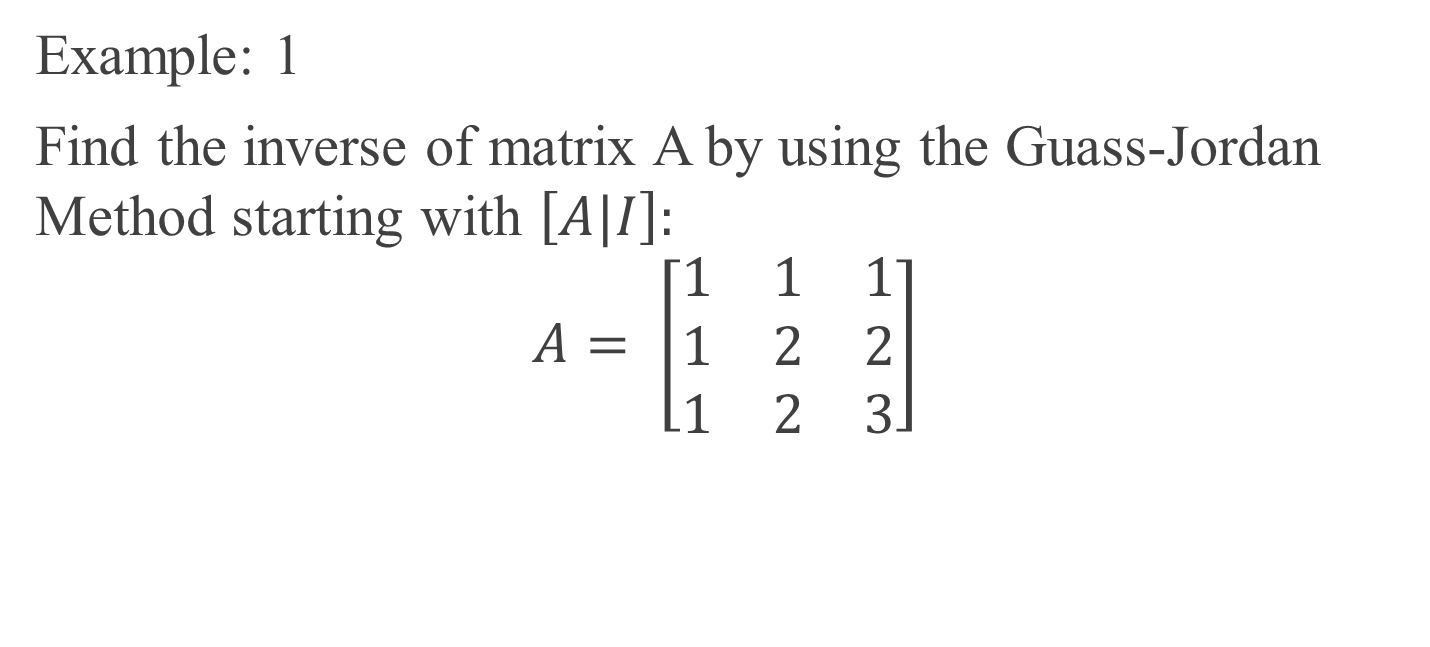 Example: 1
Find the inverse of matrix A by using the Guass-Jordan
Method starting with [A|I]:
1 1 1
A = 1 2 2
1 2 3